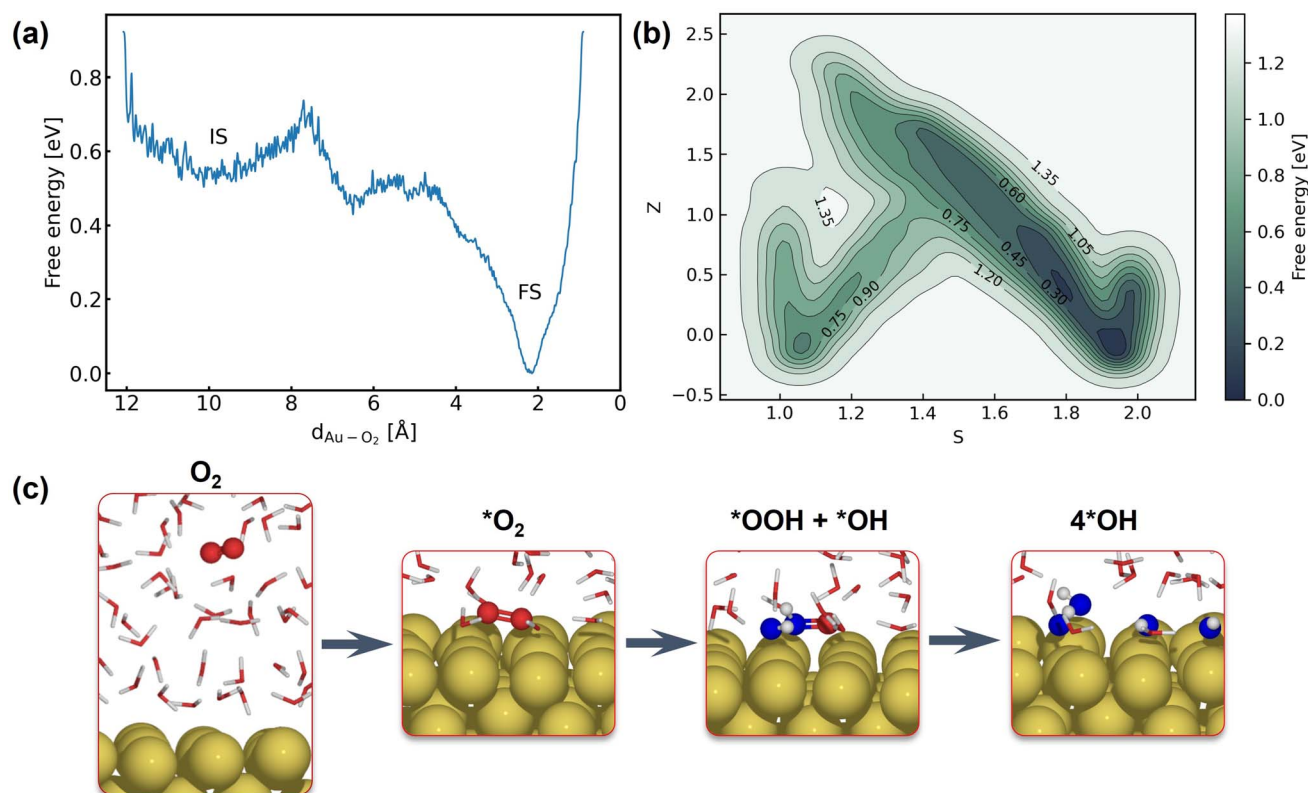 (a)
Free energy [eV]
0.8
0.6
0.4
0.2
0.0
IS
FS
12 10 8 6 4 2 0
d_Au−O₂ [Å]
(b)
Z
2.5
2.0
1.5
1.0
0.5
0.0
−0.5
1.35
1.35
0.60
0.75
1.05
0.45
0.30
1.20
0.90
0.75
1.0 1.2 1.4 1.6 1.8 2.0
S
1.2
1.0
0.8
0.6
0.4
0.2
0.0
Free energy [eV]
(c)
O₂
*O₂
*OOH + *OH
4*OH